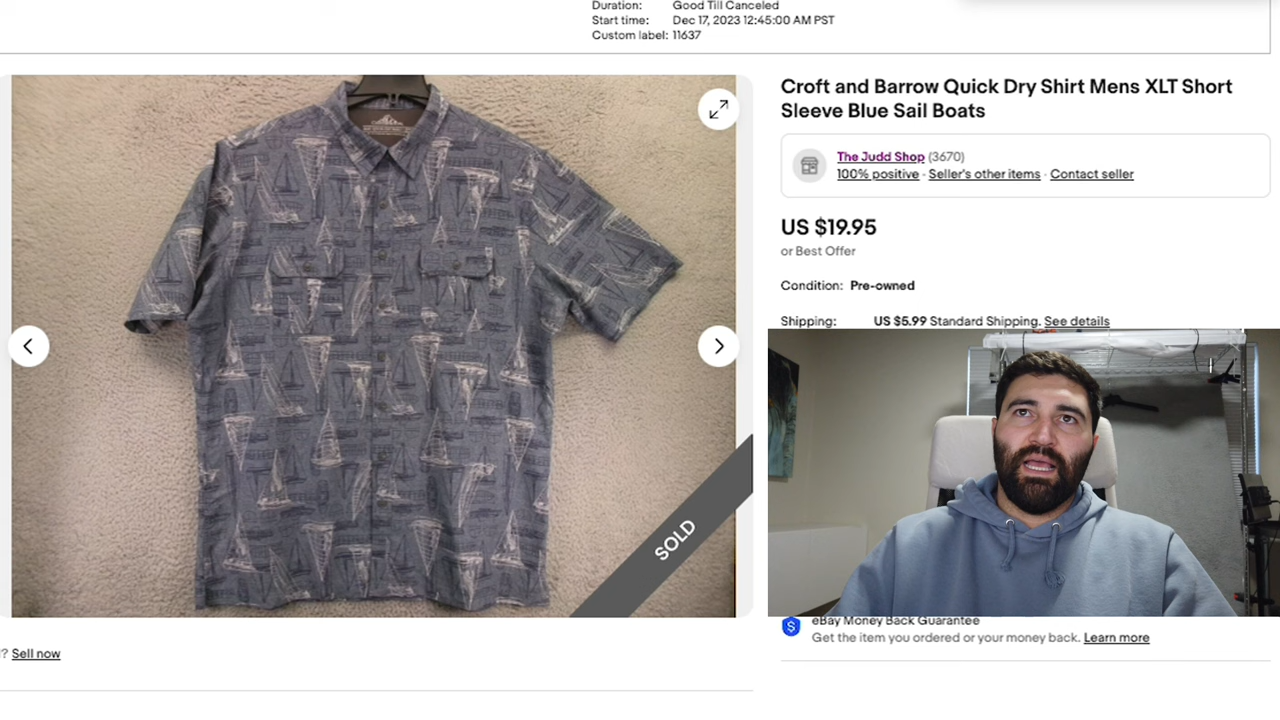 Duration: Good Till Canceled
Start time: Dec 17, 2023 12:45:00 AM PST
Custom label: 11637
Croft and Barrow Quick Dry Shirt Mens XLT Short
Sleeve Blue Sail Boats
The Judd Shop (3670)
100% positive · Seller's other items · Contact seller
US $19.95
or Best Offer
Condition: Pre-owned
Shipping: US $5.99 Standard Shipping. See details
SOLD
eBay Money Back Guarantee
Get the item you ordered or your money back. Learn more
? Sell now